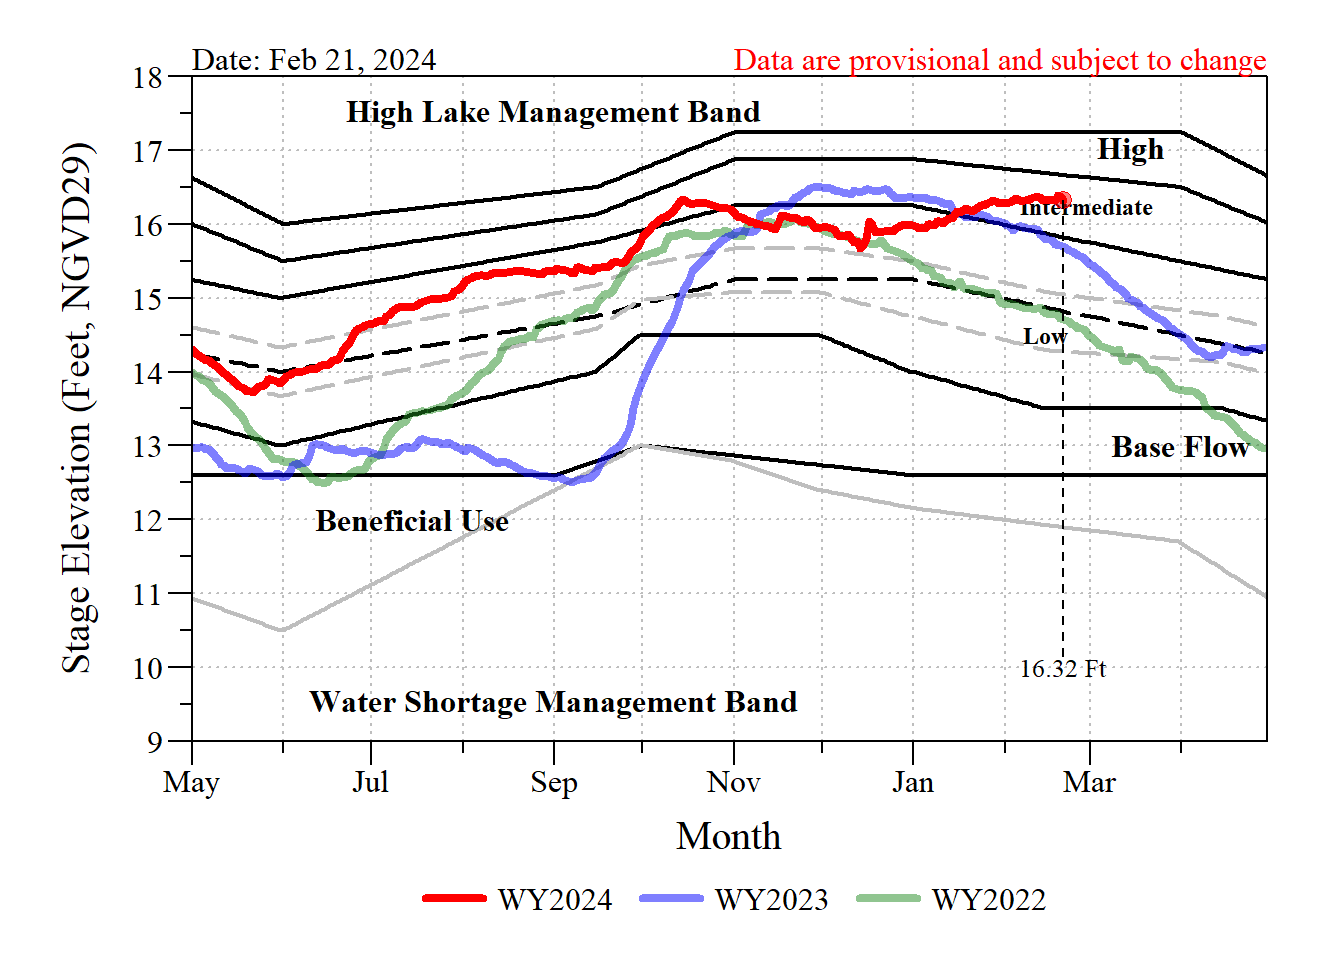 Date: Feb 21, 2024
Data are provisional and subject to change
18
High Lake Management Band
17
High
16
Intermediate
15
Low
14
13
Base Flow
12
Beneficial Use
11
10
16.32 Ft
Water Shortage Management Band
9
Stage Elevation (Feet, NGVD29)
May
Jul
Sep
Nov
Jan
Mar
Month
WY2024
WY2023
WY2022